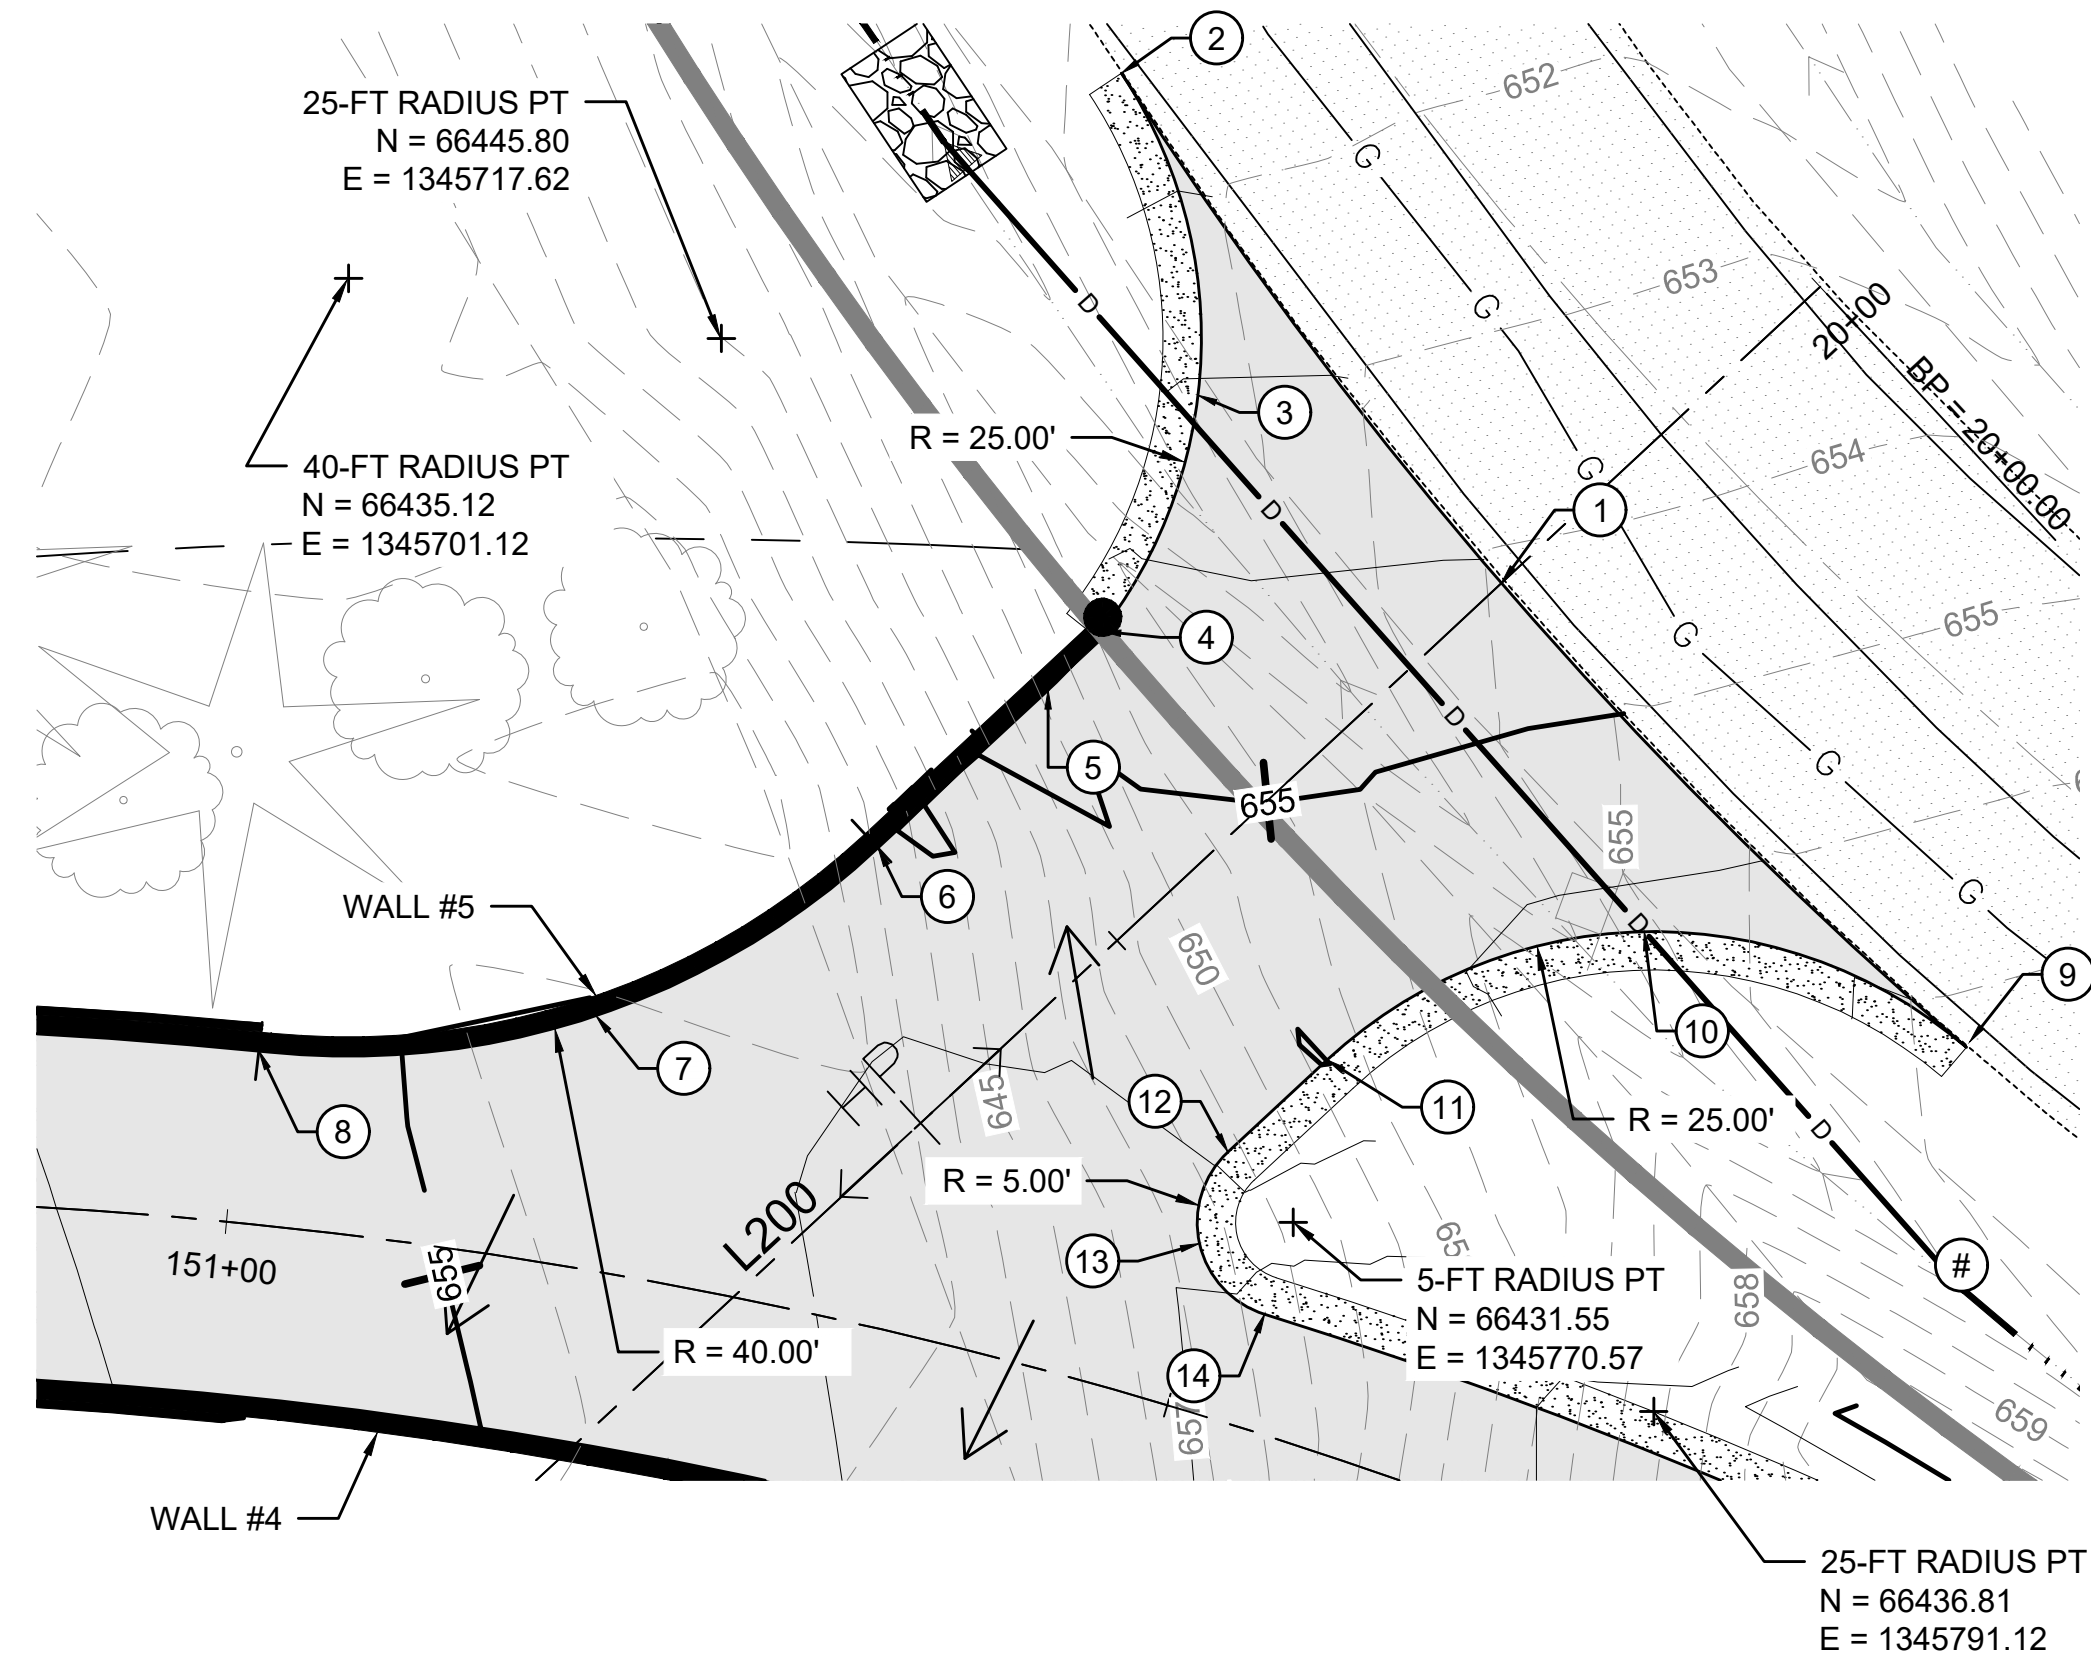 2
652
25-FT RADIUS PT
N = 66445.80
E = 1345717.62
G
653
G
20+00
D
BP = 20+00.00
3
R = 25.00'
40-FT RADIUS PT
N = 66435.12
E = 1345701.12
654
G
1
D
655
4
G
D
5
655
G
655
6
G
WALL #5
D
650
9
10
7
645
12
11
8
R = 25.00'
D
R = 5.00'
L200
13
#
151+00
655
5-FT RADIUS PT
N = 66431.55
E = 1345770.57
658
R = 40.00'
14
657
659
WALL #4
25-FT RADIUS PT
N = 66436.81
E = 1345791.12